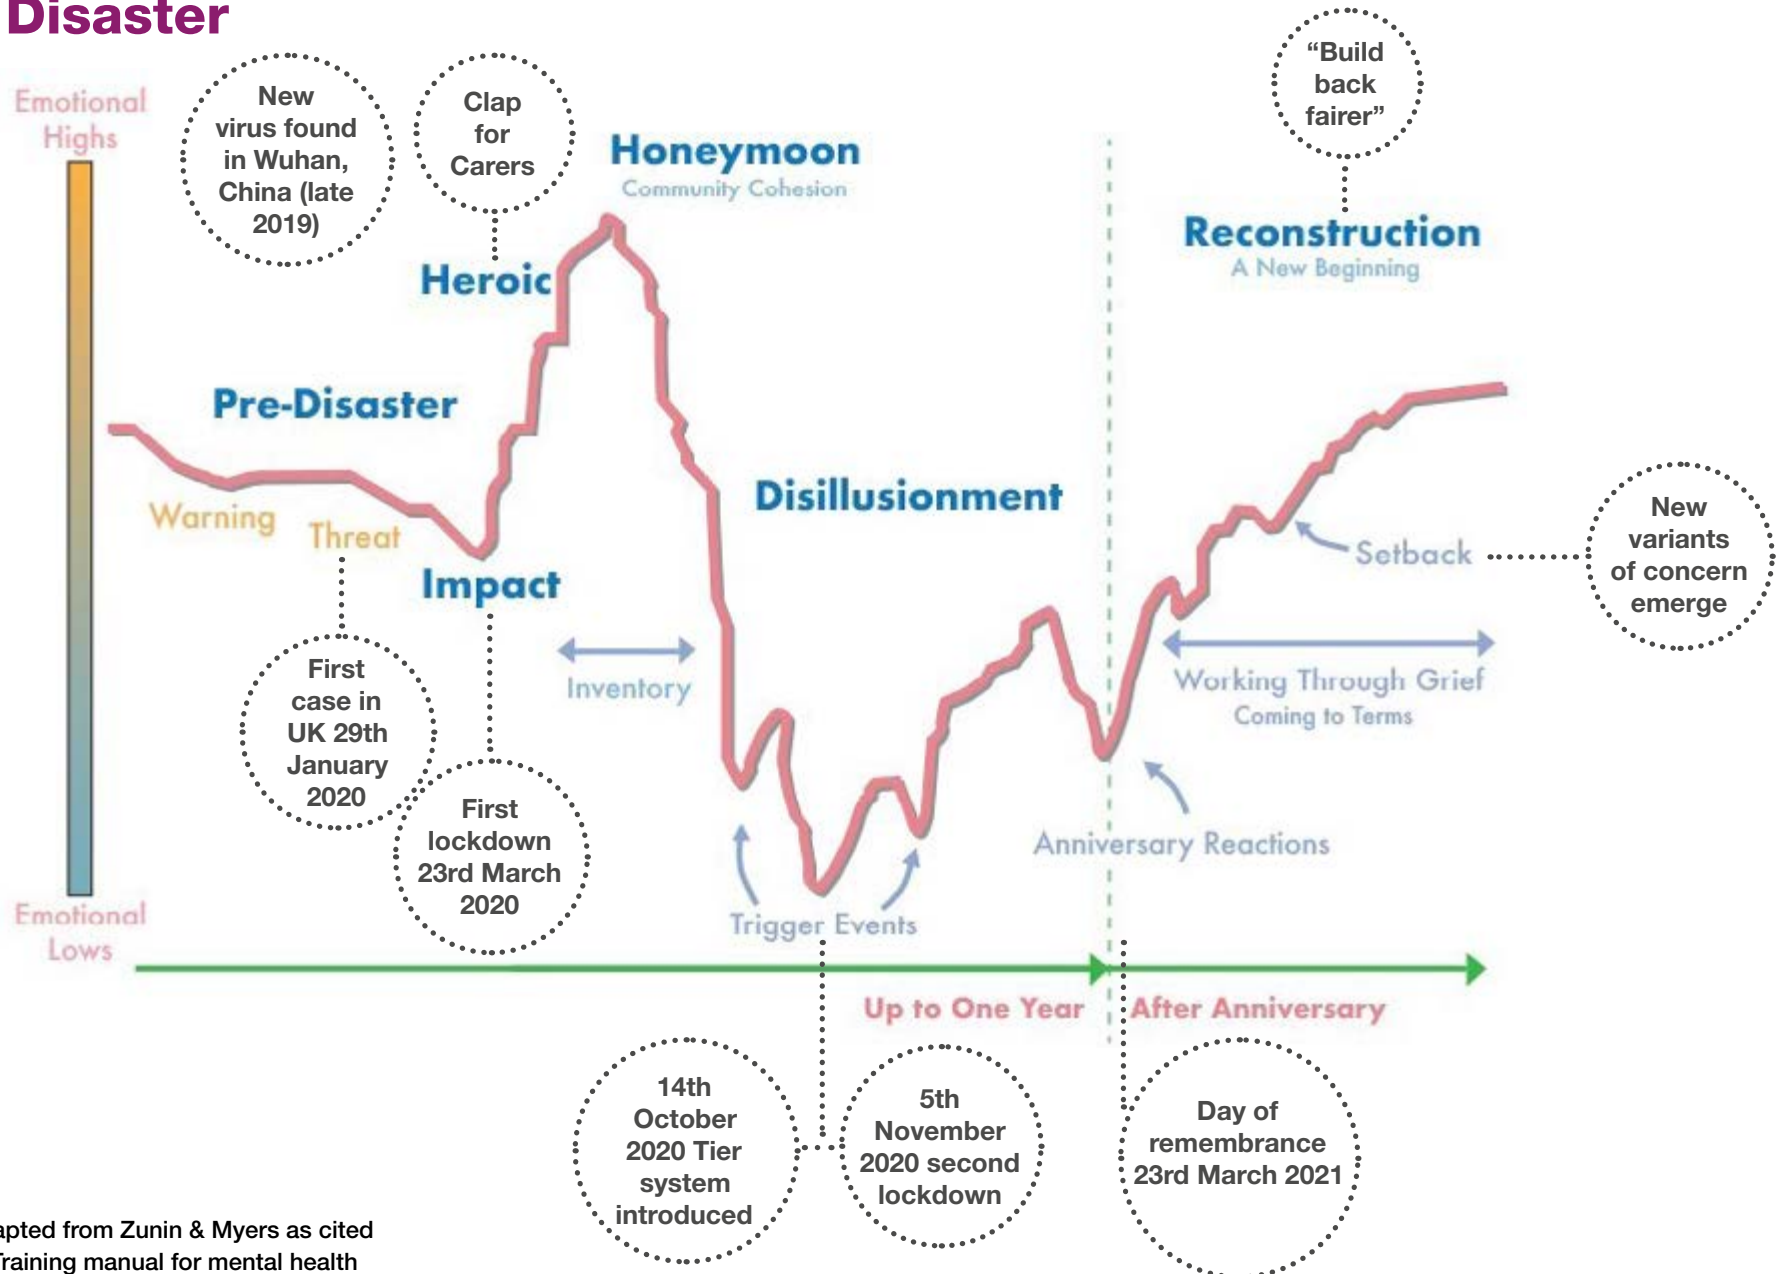 Disaster
Emotional
Highs
New
virus found
in Wuhan,
China (late
2019)
Clap
for
Carers
Honeymoon
Community Cohesion
“Build
back
fairer”
Reconstruction
A New Beginning
Heroic
Pre-Disaster
Warning
Threat
Impact
Disillusionment
Setback
New
variants
of concern
emerge
First
case in
UK 29th
January
2020
First
lockdown
23rd March
2020
Inventory
Working Through Grief
Coming to Terms
Anniversary Reactions
Trigger Events
Emotional
Lows
Up to One Year
After Anniversary
14th
October
2020 Tier
system
introduced
5th
November
2020 second
lockdown
Day of
remembrance
23rd March 2021
apted from Zunin & Myers as cited
Training manual for mental health